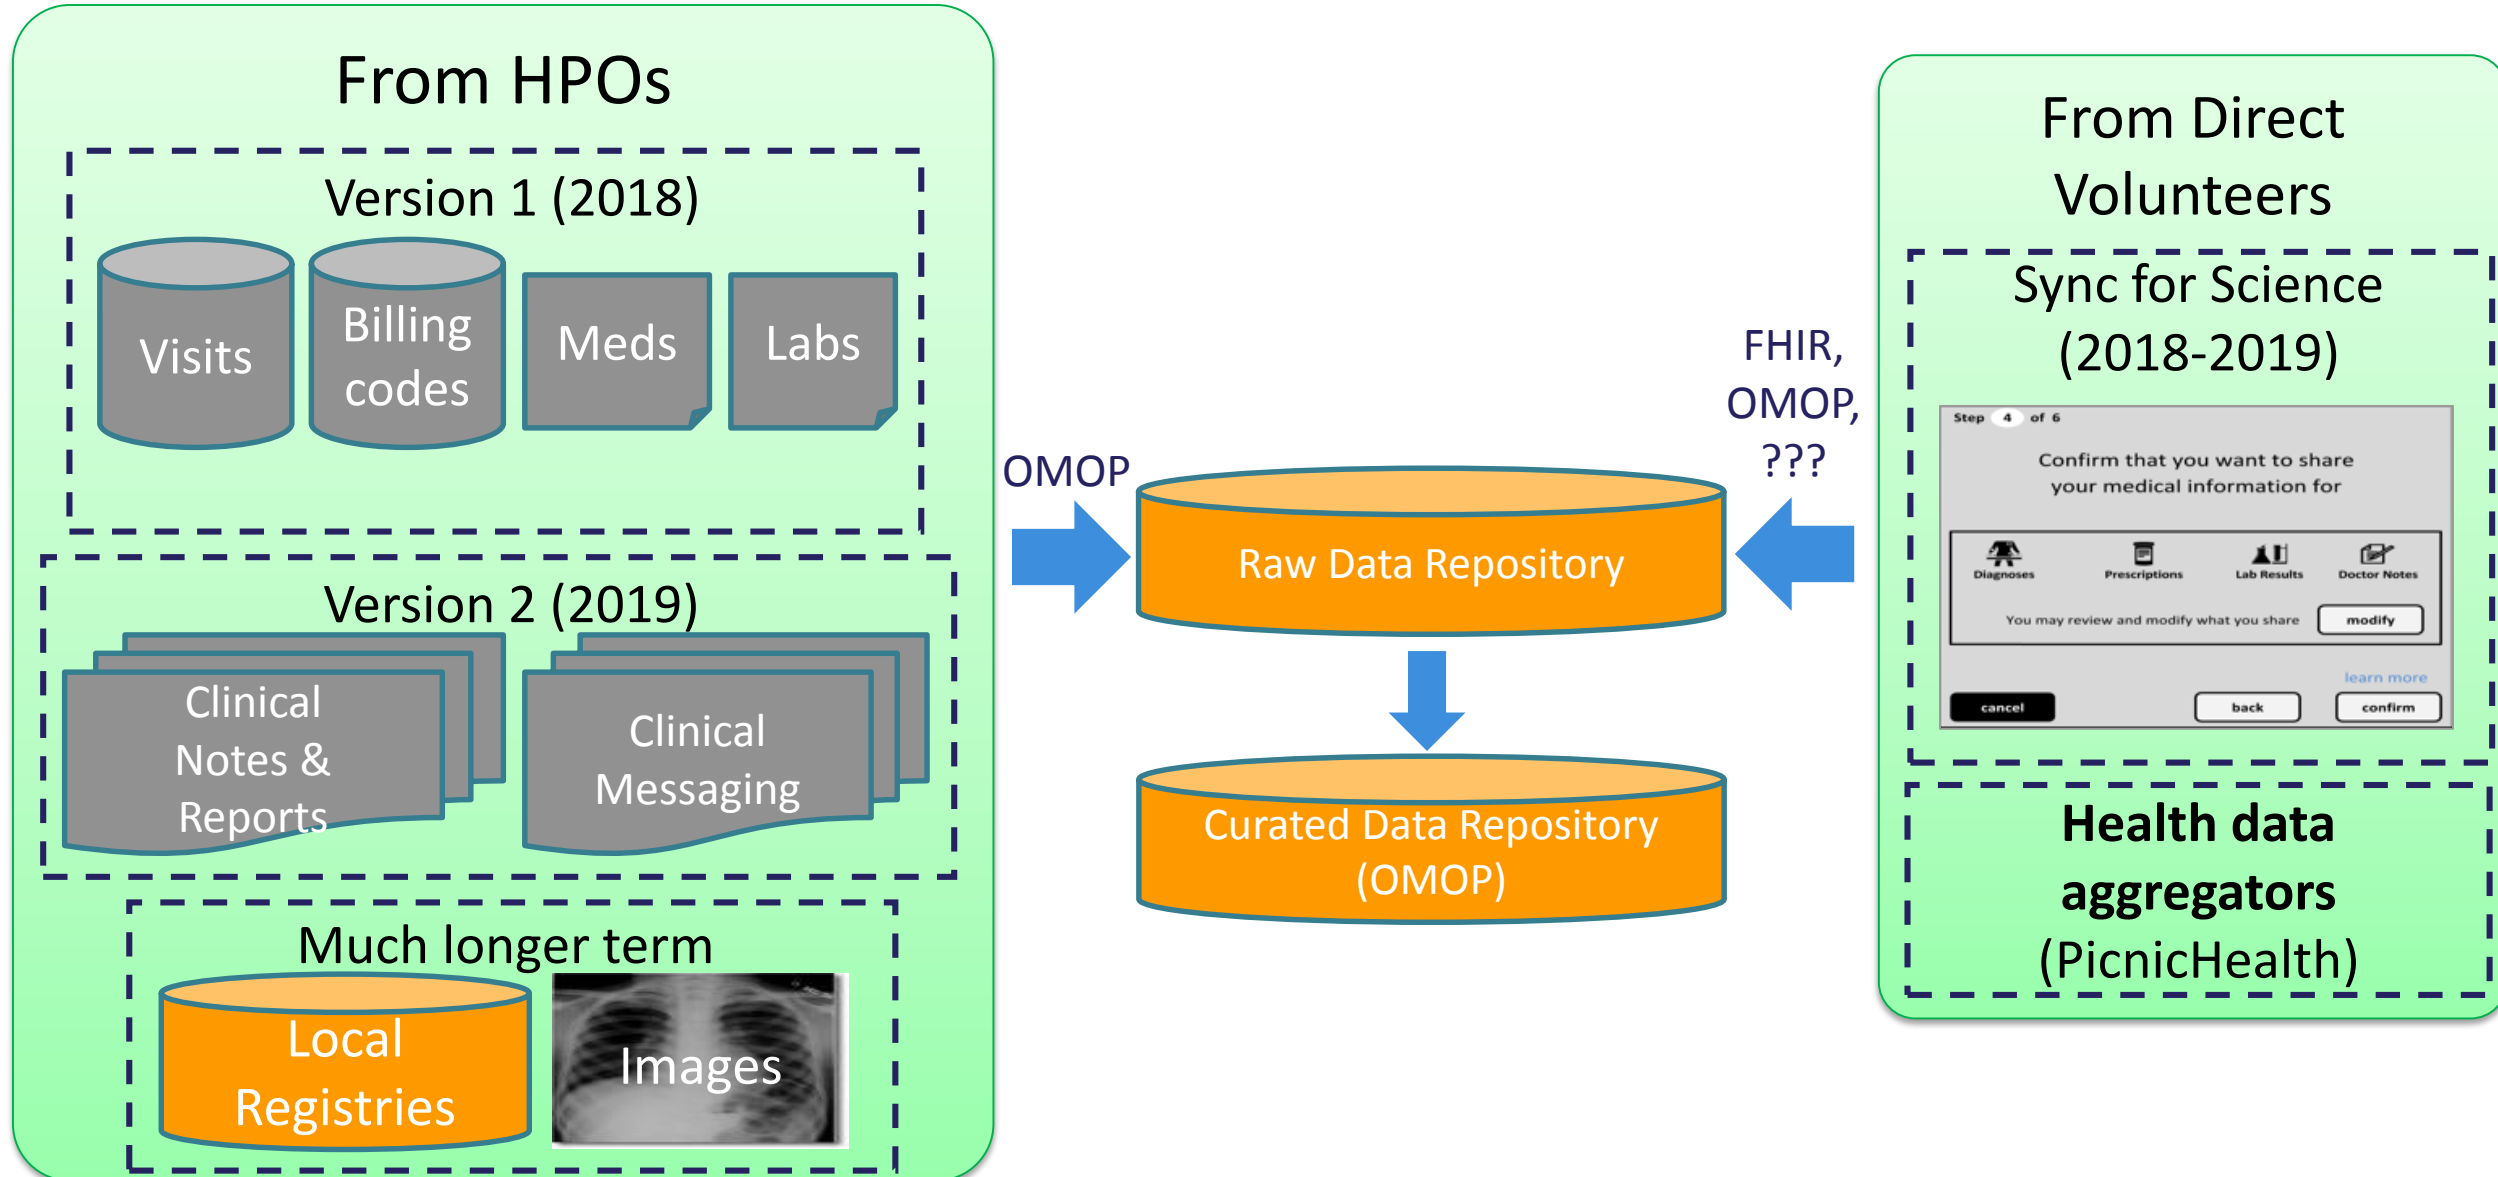 From HPOs
Version 1 (2018)
Visits
Billing
codes
Meds
Labs
Version 2 (2019)
Clinical
Notes &
Reports
Clinical
Messaging
Much longer term
Local
Registries
Images
OMOP
Raw Data Repository
Curated Data Repository
(OMOP)
FHIR,
OMOP,
???
From Direct
Volunteers
Sync for Science
(2018-2019)
Step 4 of 6
Confirm that you want to share
your medical information for
Diagnoses
Prescriptions
Lab Results
Doctor Notes
You may review and modify what you share
modify
learn more
cancel
back
confirm
Health data
aggregators
(PicnicHealth)